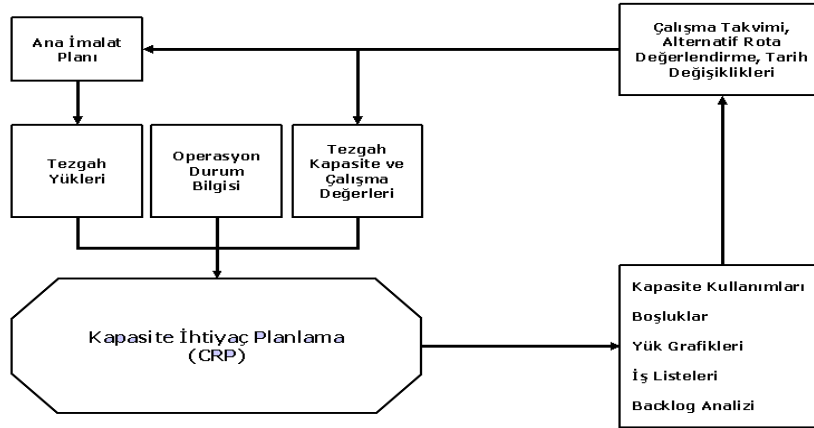 Ana İmalat
Planı
Çalışma Takvimi,
Alternatif Rota
Değerlendirme, Tarih
Değişiklikleri
Tezgah
Yükleri
Operasyon
Durum
Bilgisi
Tezgah
Kapasite ve
Çalışma
Değerleri
Kapasite İhtiyaç Planlama
(CRP)
Kapasite Kullanımları
Boşluklar
Yük Grafikleri
İş Listeleri
Backlog Analizi